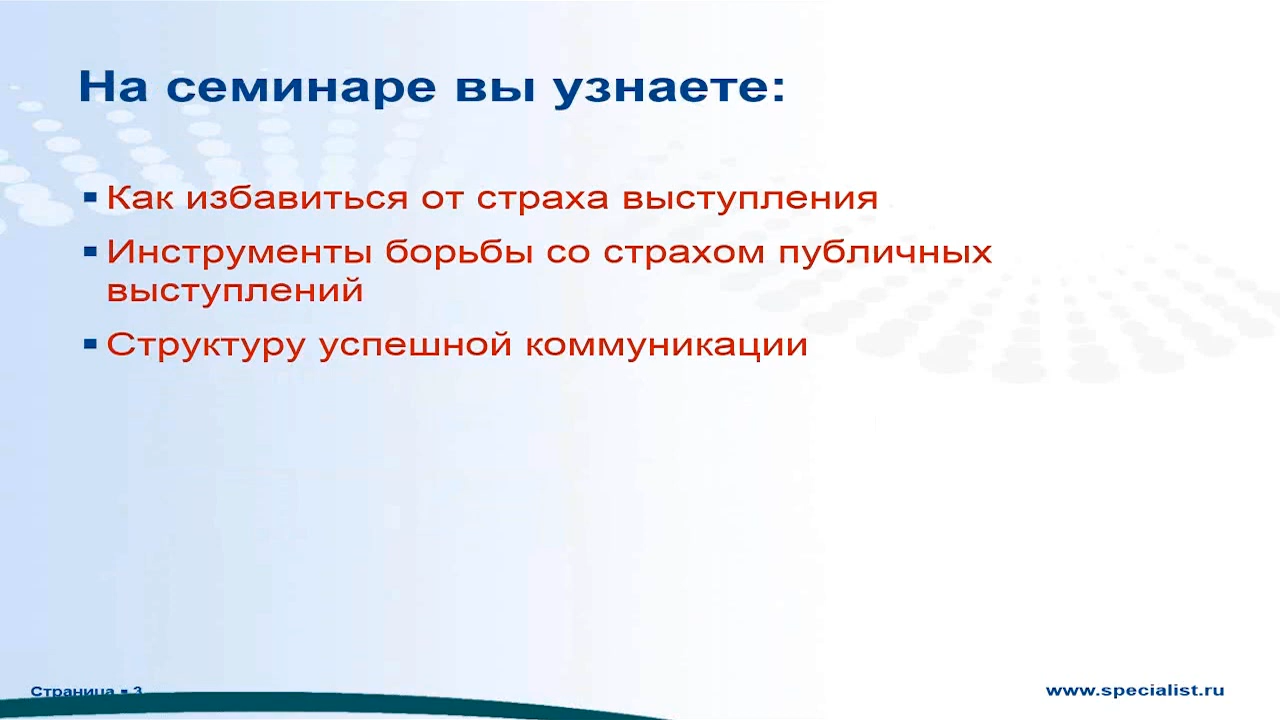 На семинаре вы узнаете:
▪ Как избавиться от страха выступления
▪ Инструменты борьбы со страхом публичных
выступлений
▪ Структуру успешной коммуникации
Страница ▪ 3
www.specialist.ru